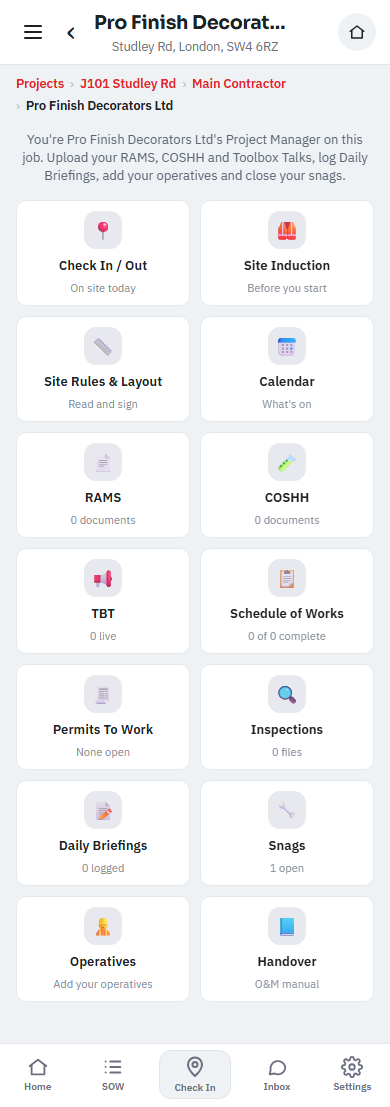 Pro Finish Decorat...
Studley Rd, London, SW4 6RZ
Projects › J101 Studley Rd › Main Contractor
› Pro Finish Decorators Ltd
You're Pro Finish Decorators Ltd's Project Manager on this
job. Upload your RAMS, COSHH and Toolbox Talks, log Daily
Briefings, add your operatives and close your snags.
Check In / Out
On site today
Site Induction
Before you start
Site Rules & Layout
Read and sign
Calendar
What's on
RAMS
0 documents
COSHH
0 documents
TBT
0 live
Schedule of Works
0 of 0 complete
Permits To Work
None open
Inspections
0 files
Daily Briefings
0 logged
Snags
1 open
Operatives
Add your operatives
Handover
O&M manual
Home
SOW
Check In
Inbox
Settings